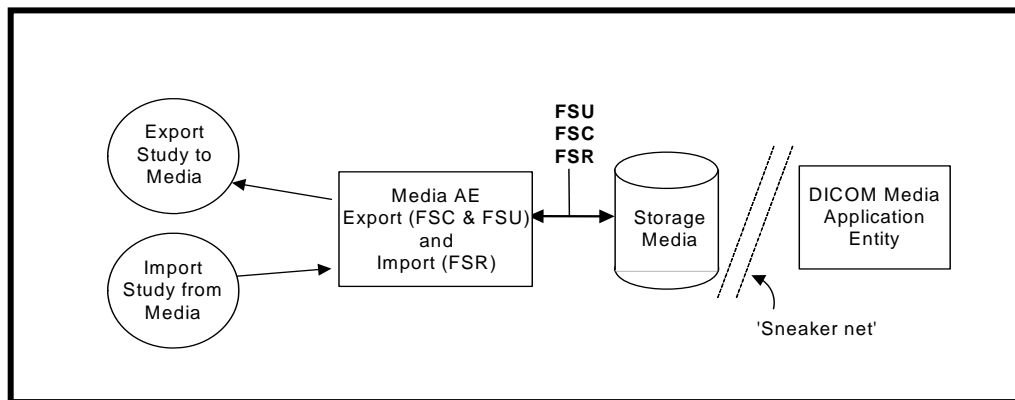 Export
Study to
Media
Import
Study from
Media
Media AE
Export (FSC & FSU)
and
Import (FSR)
FSU
FSC
FSR
Storage
Media
DICOM Media
Application
Entity
'Sneaker net'